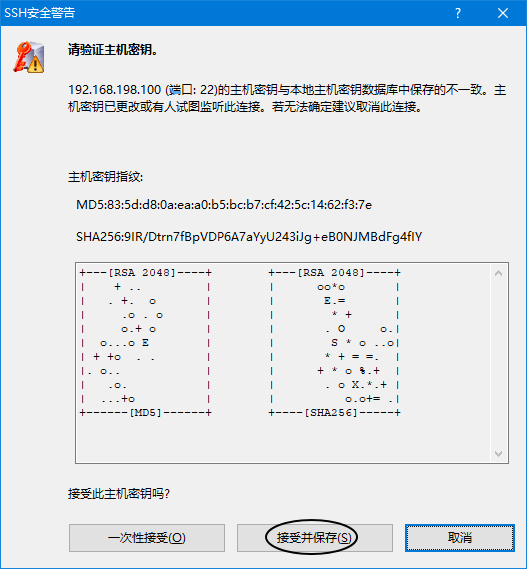 SSH安全警告
请验证主机密钥。
192.168.198.100 (端口: 22)的主机密钥与本地主机密钥数据库中保存的不一致。主
机密钥已更改或有人试图监听此连接。若无法确定建议取消此连接。
主机密钥指纹:
MD5:83:5d:d8:0a:ea:a0:b5:bc:b7:cf:42:5c:14:62:f3:7e
SHA256:9IR/Dtrn7fBpVDP6A7aYyU243iJg+eB0NJMBdFg4fIY
+---[RSA 2048]----+        +---[RSA 2048]----+
|    + ..         |        |     oo*o        |
|   . +.  o       |        |      E.=        |
|     .o . o      |        |       * +       |
|     o.+ o       |        |      . O     o.|
|  o...o E        |        |       S * o ..o|
| + +o  . .       |        |      * + = =.  |
|. o..            |        |     + * o %.+  |
|   .o.           |        |      . o X.*.+ |
|  ...+o          |        |         o.o+= .|
+------[MD5]------+        +----[SHA256]-----+
接受此主机密钥吗?
一次性接受(O) 接受并保存(S) 取消